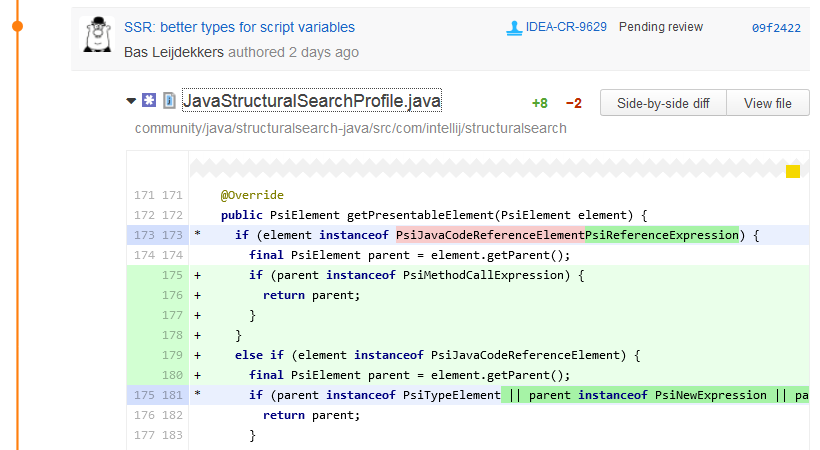 SSR: better types for script variables
IDEA-CR-9629 Pending review 09f2422
Bas Leijdekkers authored 2 days ago
JavaStructuralSearchProfile.java +8 −2 Side-by-side diff View file
community/java/structuralsearch-java/src/com/intellij/structuralsearch
171 171 @Override
172 172 public PsiElement getPresentableElement(PsiElement element) {
173 173 * if (element instanceof PsiJavaCodeReferenceElementPsiReferenceExpression) {
174 174 final PsiElement parent = element.getParent();
175 + if (parent instanceof PsiMethodCallExpression) {
176 + return parent;
177 + }
178 + }
179 + else if (element instanceof PsiJavaCodeReferenceElement) {
180 + final PsiElement parent = element.getParent();
175 181 * if (parent instanceof PsiTypeElement || parent instanceof PsiNewExpression || pa
176 182 return parent;
177 183 }